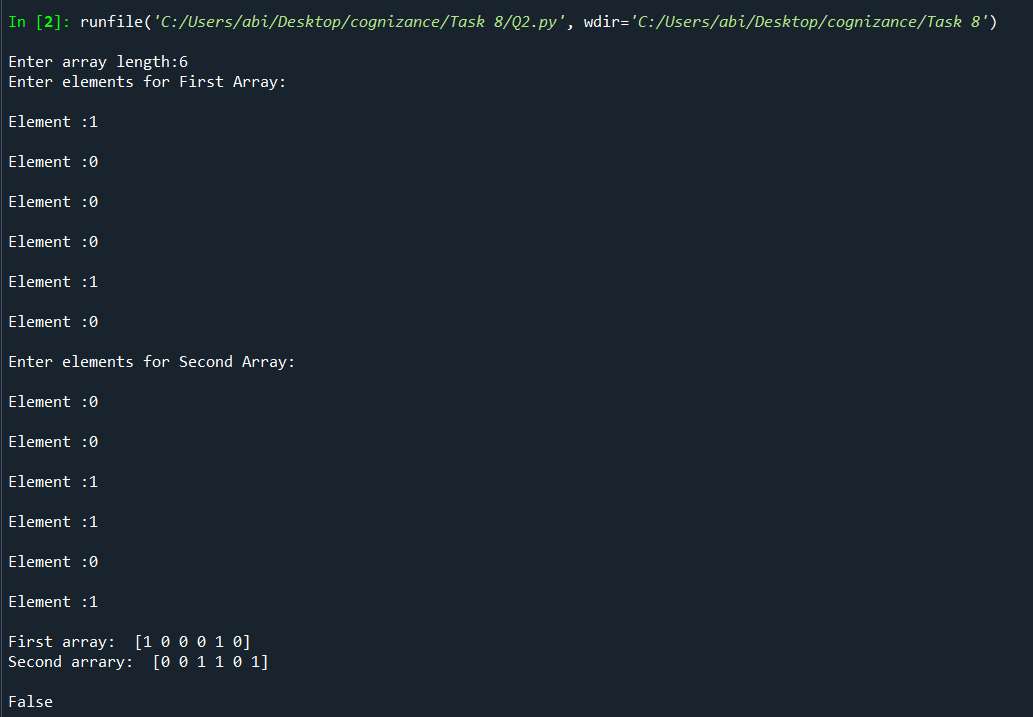 In [2]: runfile('C:/Users/abi/Desktop/cognizance/Task 8/Q2.py', wdir='C:/Users/abi/Desktop/cognizance/Task 8')
Enter array length:6
Enter elements for First Array:
Element :1
Element :0
Element :0
Element :0
Element :1
Element :0
Enter elements for Second Array:
Element :0
Element :0
Element :1
Element :1
Element :0
Element :1
First array:  [1 0 0 0 1 0]
Second arrary:  [0 0 1 1 0 1]
False